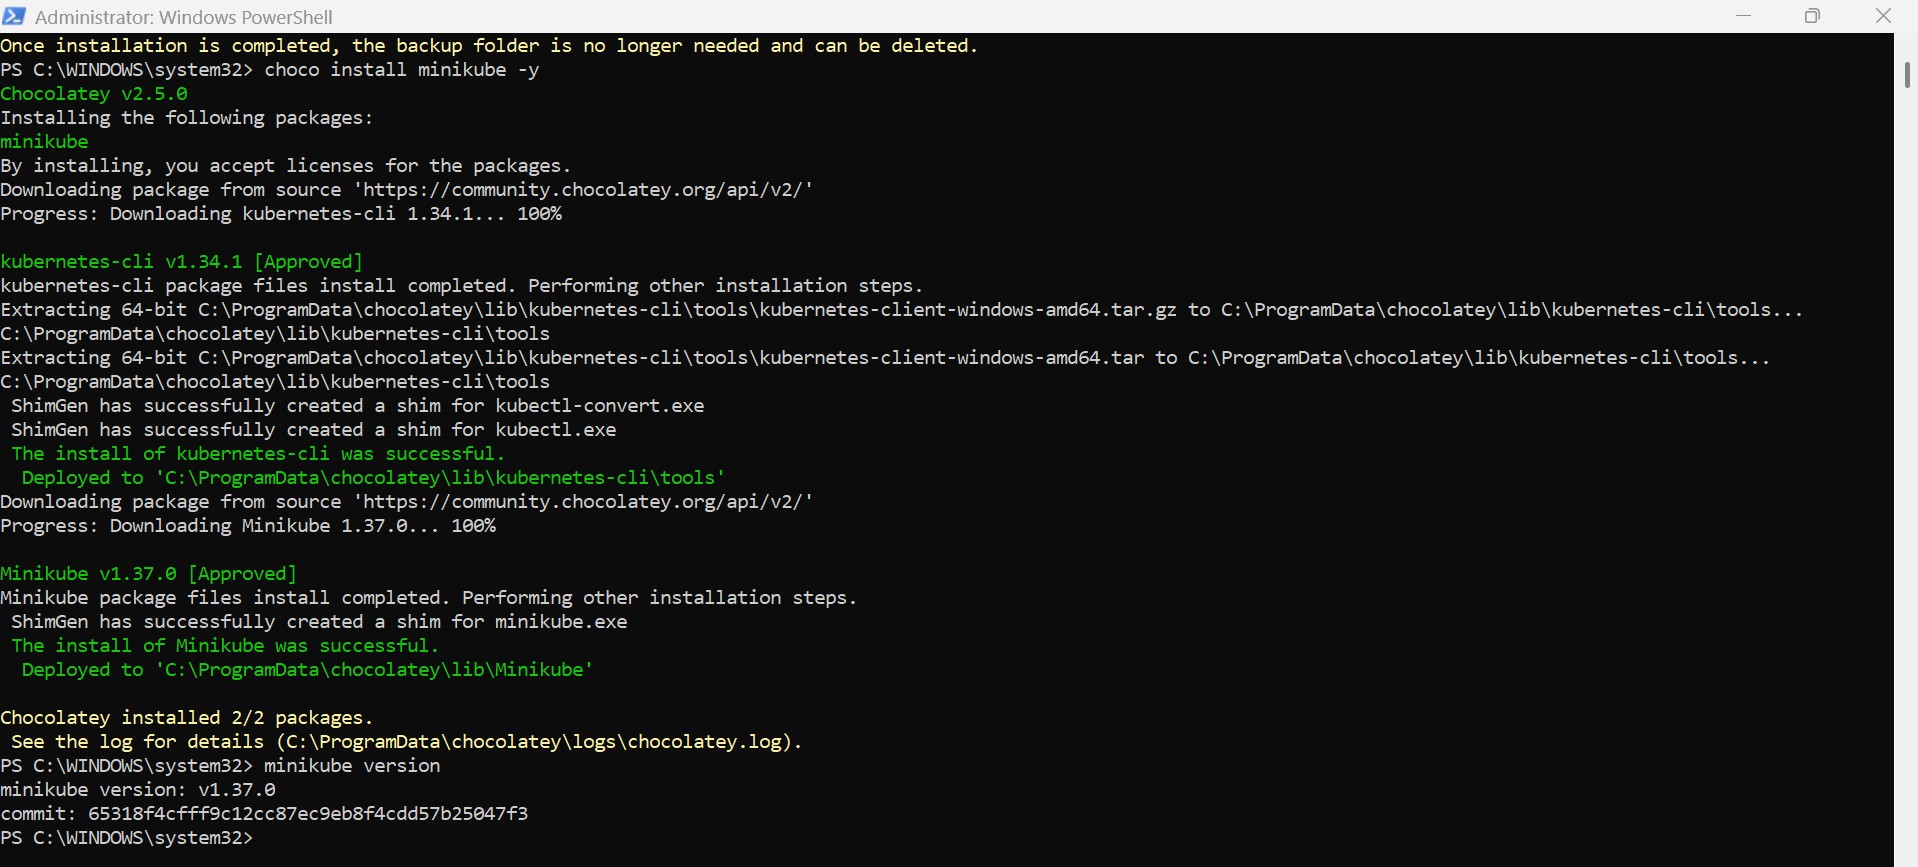 Administrator: Windows PowerShell
Once installation is completed, the backup folder is no longer needed and can be deleted.
PS C:\WINDOWS\system32> choco install minikube -y
Chocolatey v2.5.0
Installing the following packages:
minikube
By installing, you accept licenses for the packages.
Downloading package from source 'https://community.chocolatey.org/api/v2/'
Progress: Downloading kubernetes-cli 1.34.1... 100%
kubernetes-cli v1.34.1 [Approved]
kubernetes-cli package files install completed. Performing other installation steps.
Extracting 64-bit C:\ProgramData\chocolatey\lib\kubernetes-cli\tools\kubernetes-client-windows-amd64.tar.gz to C:\ProgramData\chocolatey\lib\kubernetes-cli\tools...
C:\ProgramData\chocolatey\lib\kubernetes-cli\tools
Extracting 64-bit C:\ProgramData\chocolatey\lib\kubernetes-cli\tools\kubernetes-client-windows-amd64.tar to C:\ProgramData\chocolatey\lib\kubernetes-cli\tools...
C:\ProgramData\chocolatey\lib\kubernetes-cli\tools
 ShimGen has successfully created a shim for kubectl-convert.exe
 ShimGen has successfully created a shim for kubectl.exe
 The install of kubernetes-cli was successful.
  Deployed to 'C:\ProgramData\chocolatey\lib\kubernetes-cli\tools'
Downloading package from source 'https://community.chocolatey.org/api/v2/'
Progress: Downloading Minikube 1.37.0... 100%
Minikube v1.37.0 [Approved]
Minikube package files install completed. Performing other installation steps.
 ShimGen has successfully created a shim for minikube.exe
 The install of Minikube was successful.
  Deployed to 'C:\ProgramData\chocolatey\lib\Minikube'
Chocolatey installed 2/2 packages.
 See the log for details (C:\ProgramData\chocolatey\logs\chocolatey.log).
PS C:\WINDOWS\system32> minikube version
minikube version: v1.37.0
commit: 65318f4cfff9c12cc87ec9eb8f4cdd57b25047f3
PS C:\WINDOWS\system32>